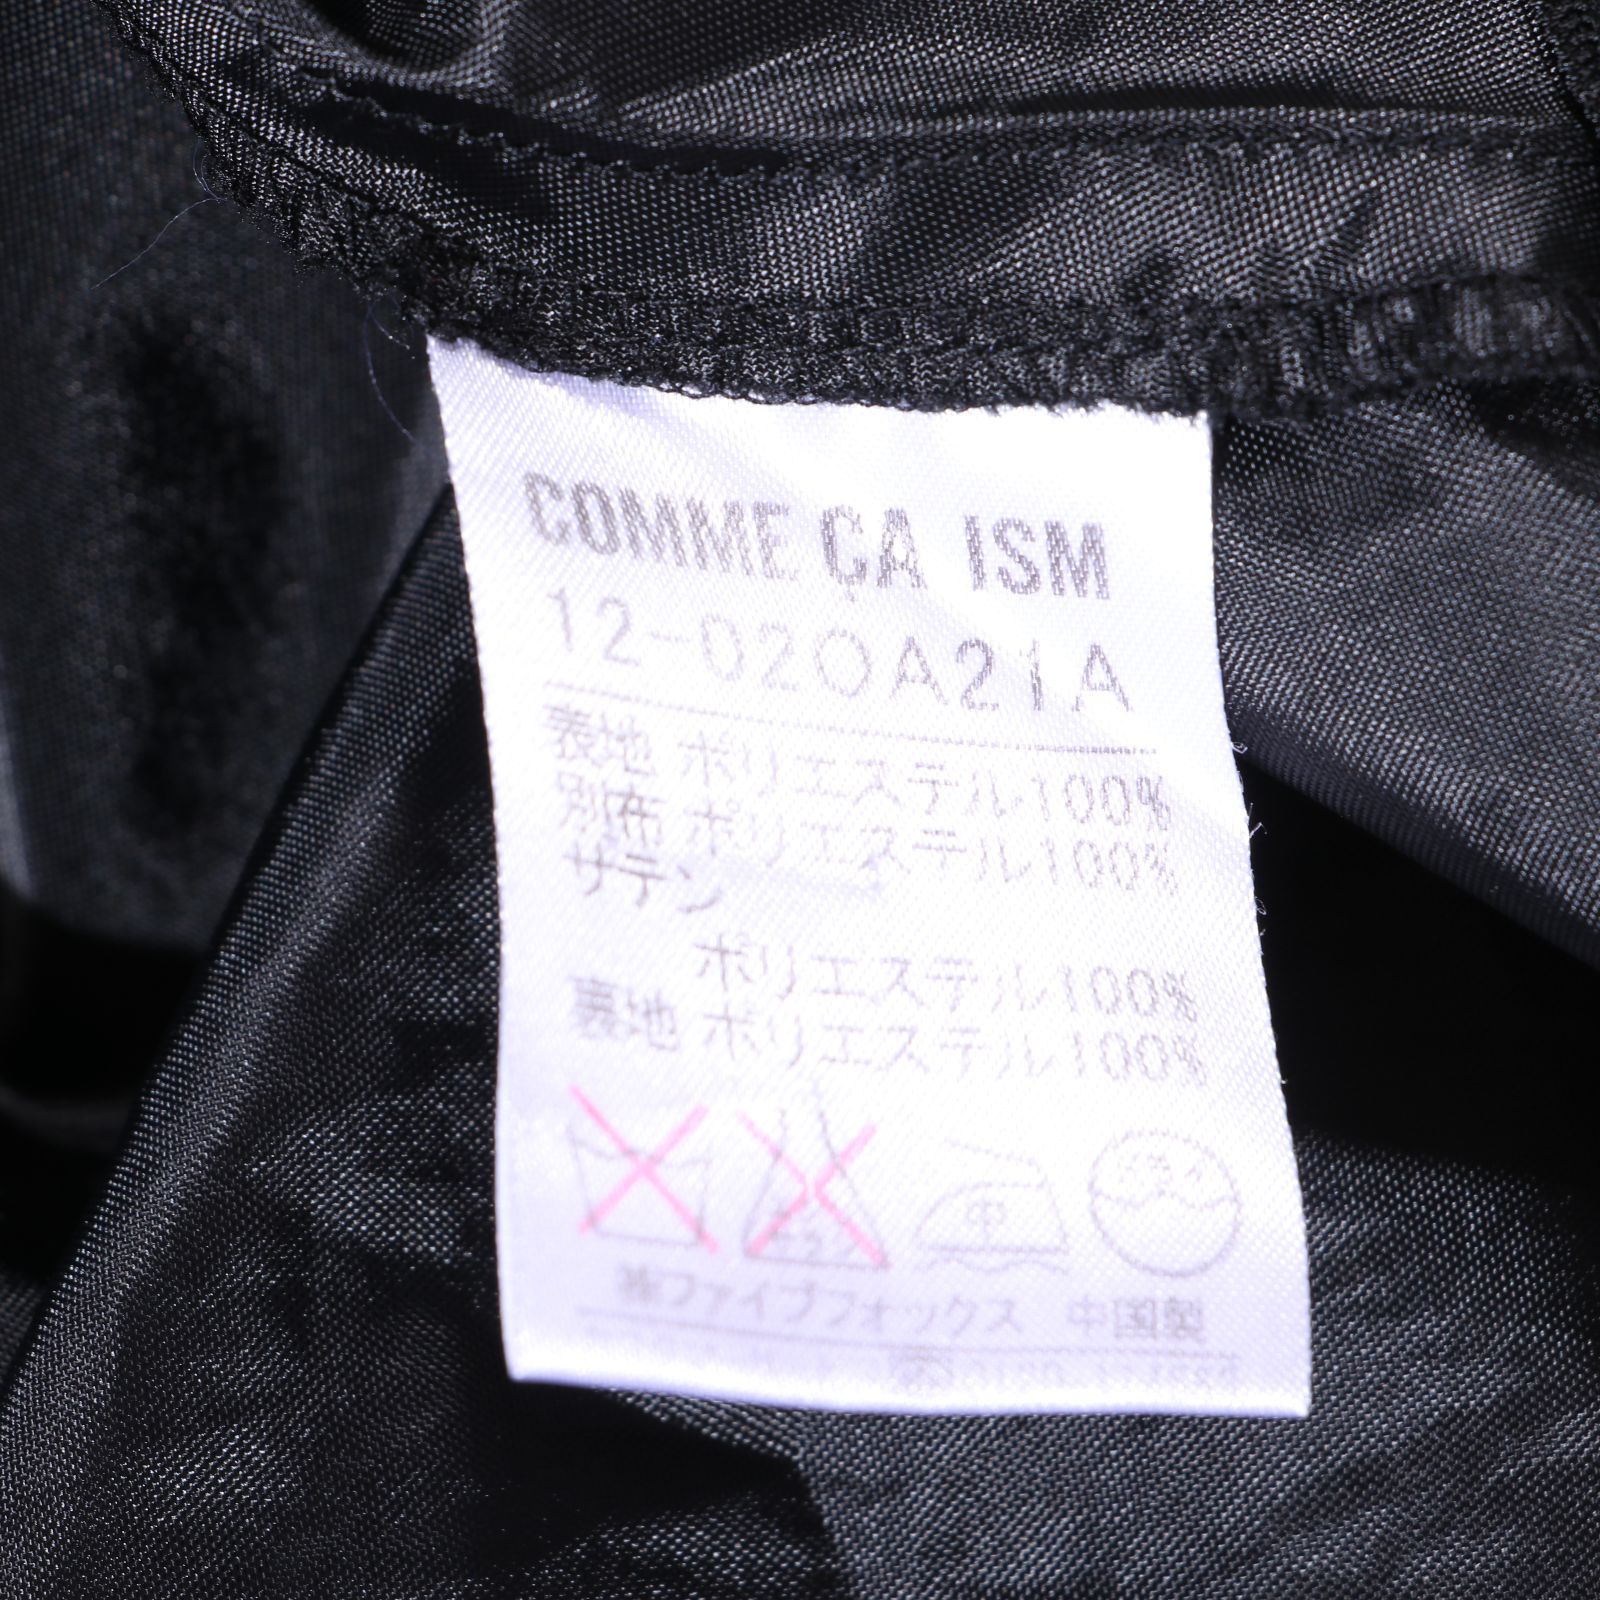 COMME ÇA ISM
12-02OA21A
表地 ポリエステル100%
別布 ポリエステル100%
サテン
ポリエステル100%
裏地 ポリエステル100%
中
㈱ファイブフォックス 中国製